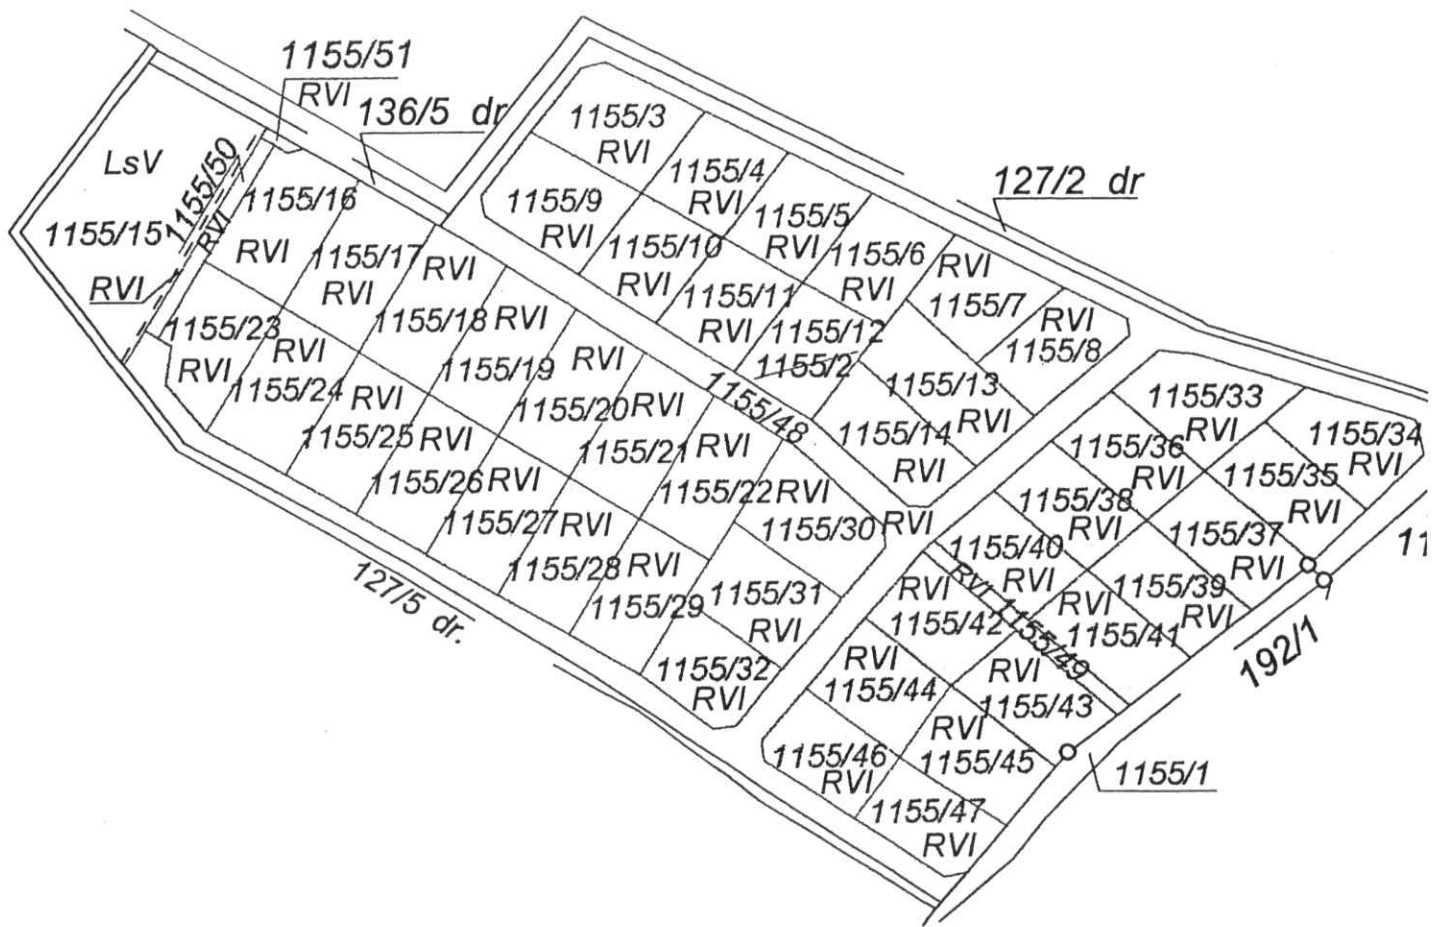 1155/51
RVI
136/5 dr
1155/3
RVI
127/2 dr
LsV
1155/50
RVI
1155/15
RVI
1155/16
RVI
1155/4
RVI
1155/9
RVI
1155/5
RVI
1155/10
RVI
1155/6
RVI
RVI
1155/7
RVI
1155/8
1155/17
RVI
RVI
1155/18
1155/11
RVI
1155/12
1155/2
RVI
1155/19
1155/23
RVI
RVI
1155/24
RVI
1155/20
RVI
1155/21
1155/48
1155/13
RVI
1155/14
RVI
RVI
1155/25
RVI
1155/26
RVI
1155/27
RVI
1155/22
RVI
1155/30
RVI
RVI
1155/28
RVI
1155/29
1155/31
RVI
1155/32
RVI
127/5 dr.
1155/33
RVI
1155/34
RVI
1155/36
RVI
1155/35
RVI
1155/38
RVI
1155/37
RVI
1155/40
RVI
1155/39
RVI
RVI
1155/41
RVI 1155/49
RVI
1155/42
RVI
1155/43
RVI
1155/44
RVI
1155/45
1155/46
RVI
1155/47
RVI
192/1
1155/1
11